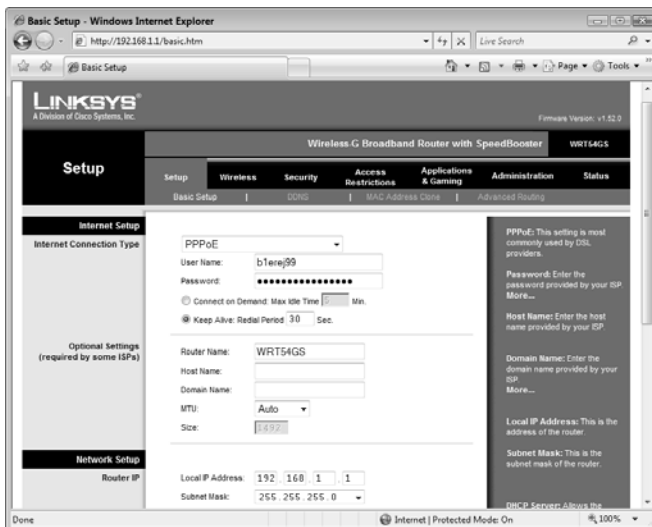 Basic Setup - Windows Internet Explorer
http://192.168.1.1/basic.htm
Live Search
Basic Setup
Page
Tools
LINKSYS®
A Division of Cisco Systems, Inc.
Firmware Version: v1.52.0
Wireless-G Broadband Router with SpeedBooster
WRT54GS
Setup
Setup
Wireless
Security
Access Restrictions
Applications & Gaming
Administration
Status
Basic Setup | DDNS | MAC Address Clone | Advanced Routing
Internet Setup
Internet Connection Type
PPPoE
User Name: b1erej99
Password: ••••••••••••••••
Connect on Demand: Max Idle Time 5 Min.
Keep Alive: Redial Period 30 Sec.
Optional Settings
(required by some ISPs)
Router Name: WRT54GS
Host Name:
Domain Name:
MTU: Auto
Size: 1492
Network Setup
Router IP
Local IP Address: 192 . 168 . 1 . 1
Subnet Mask: 255.255.255.0
PPPoE: This setting is most
commonly used by DSL
providers.
Password: Enter the
password provided by your ISP.
More...
Host Name: Enter the host
name provided by your ISP.
Domain Name: Enter the
domain name provided by your
ISP.
More...
Local IP Address: This is the
address of the router.
Subnet Mask: This is the
subnet mask of the router.
DHCP Server: Allows the
Done
Internet | Protected Mode: On
100%